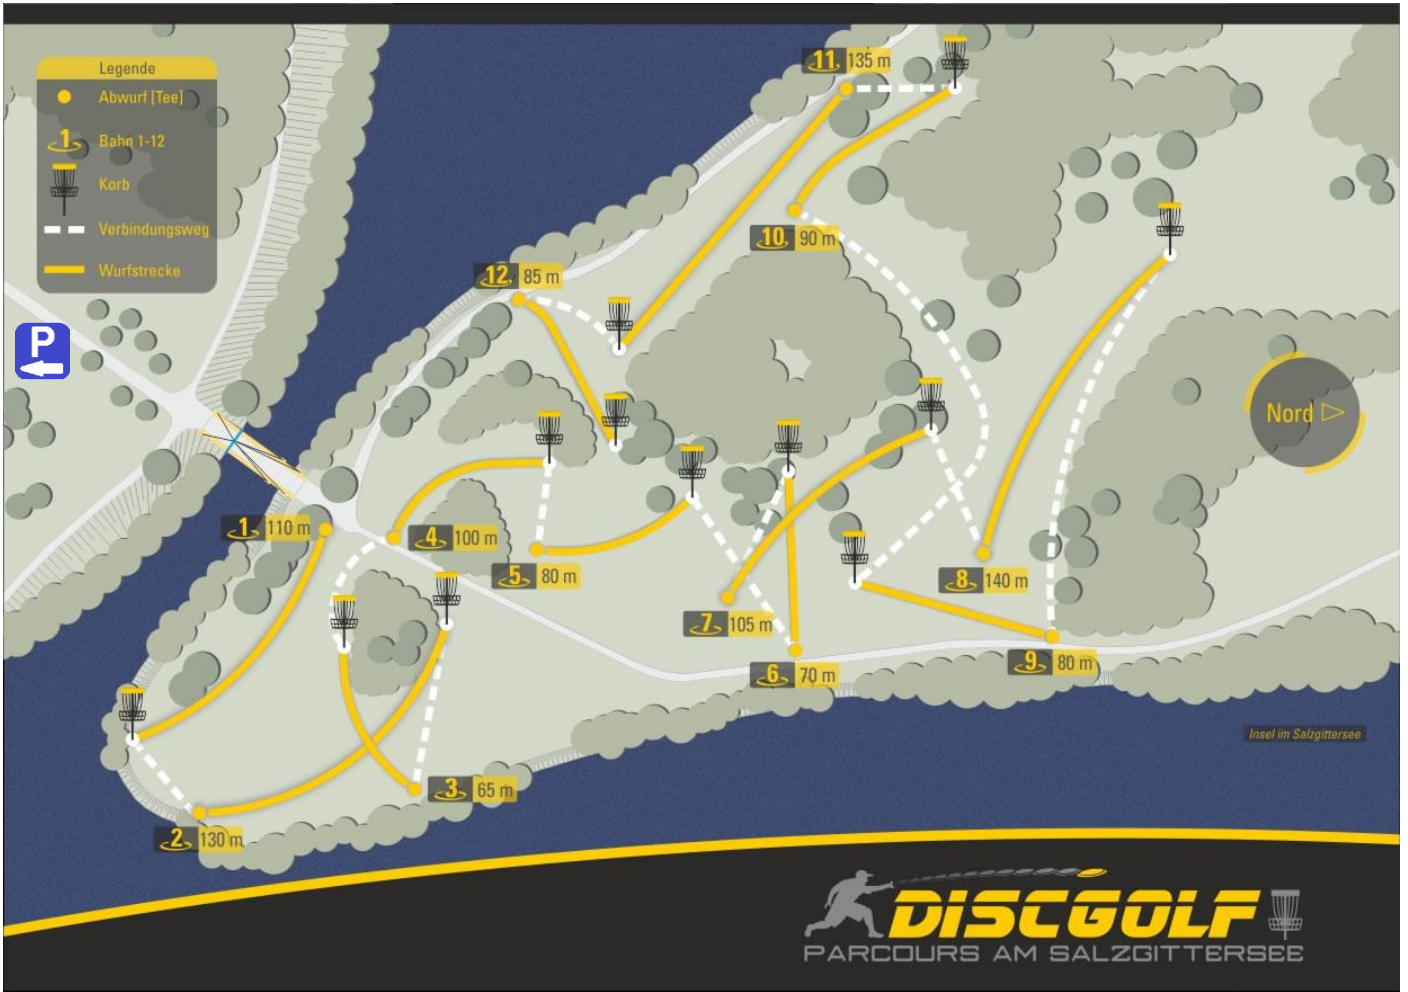 Legende
Abwurf [Tee]
1 Bahn 1-12
Korb
Verbindungsweg
Wurfstrecke
P
11 135 m
10 90 m
12 85 m
Nord
1 110 m
4 100 m
5 80 m
8 140 m
7 105 m
9 80 m
6 70 m
3 65 m
2 130 m
Insel im Salzgittersee
DISCGOLF
PARCOURS AM SALZGITTERSEE